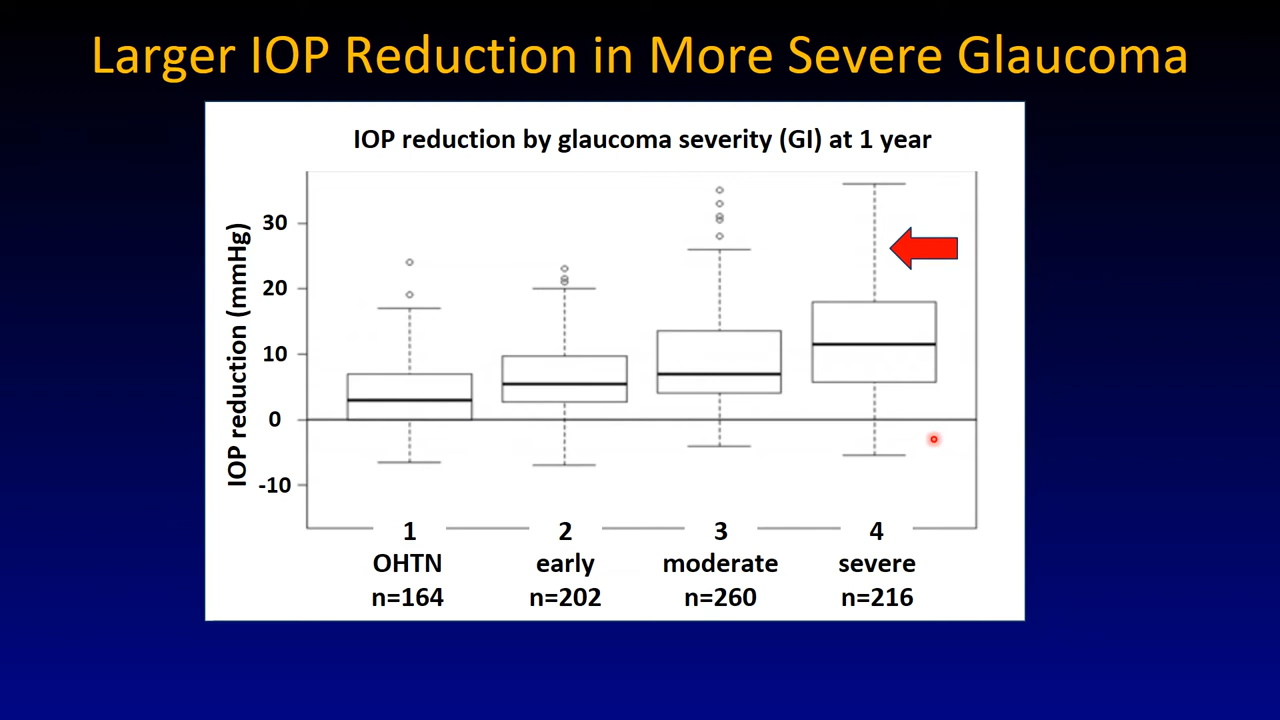 Larger IOP Reduction in More Severe Glaucoma
IOP reduction by glaucoma severity (GI) at 1 year
IOP reduction (mmHg)
30
20
10
0
-10
1 2 3 4
OHTN early moderate severe
n=164 n=202 n=260 n=216